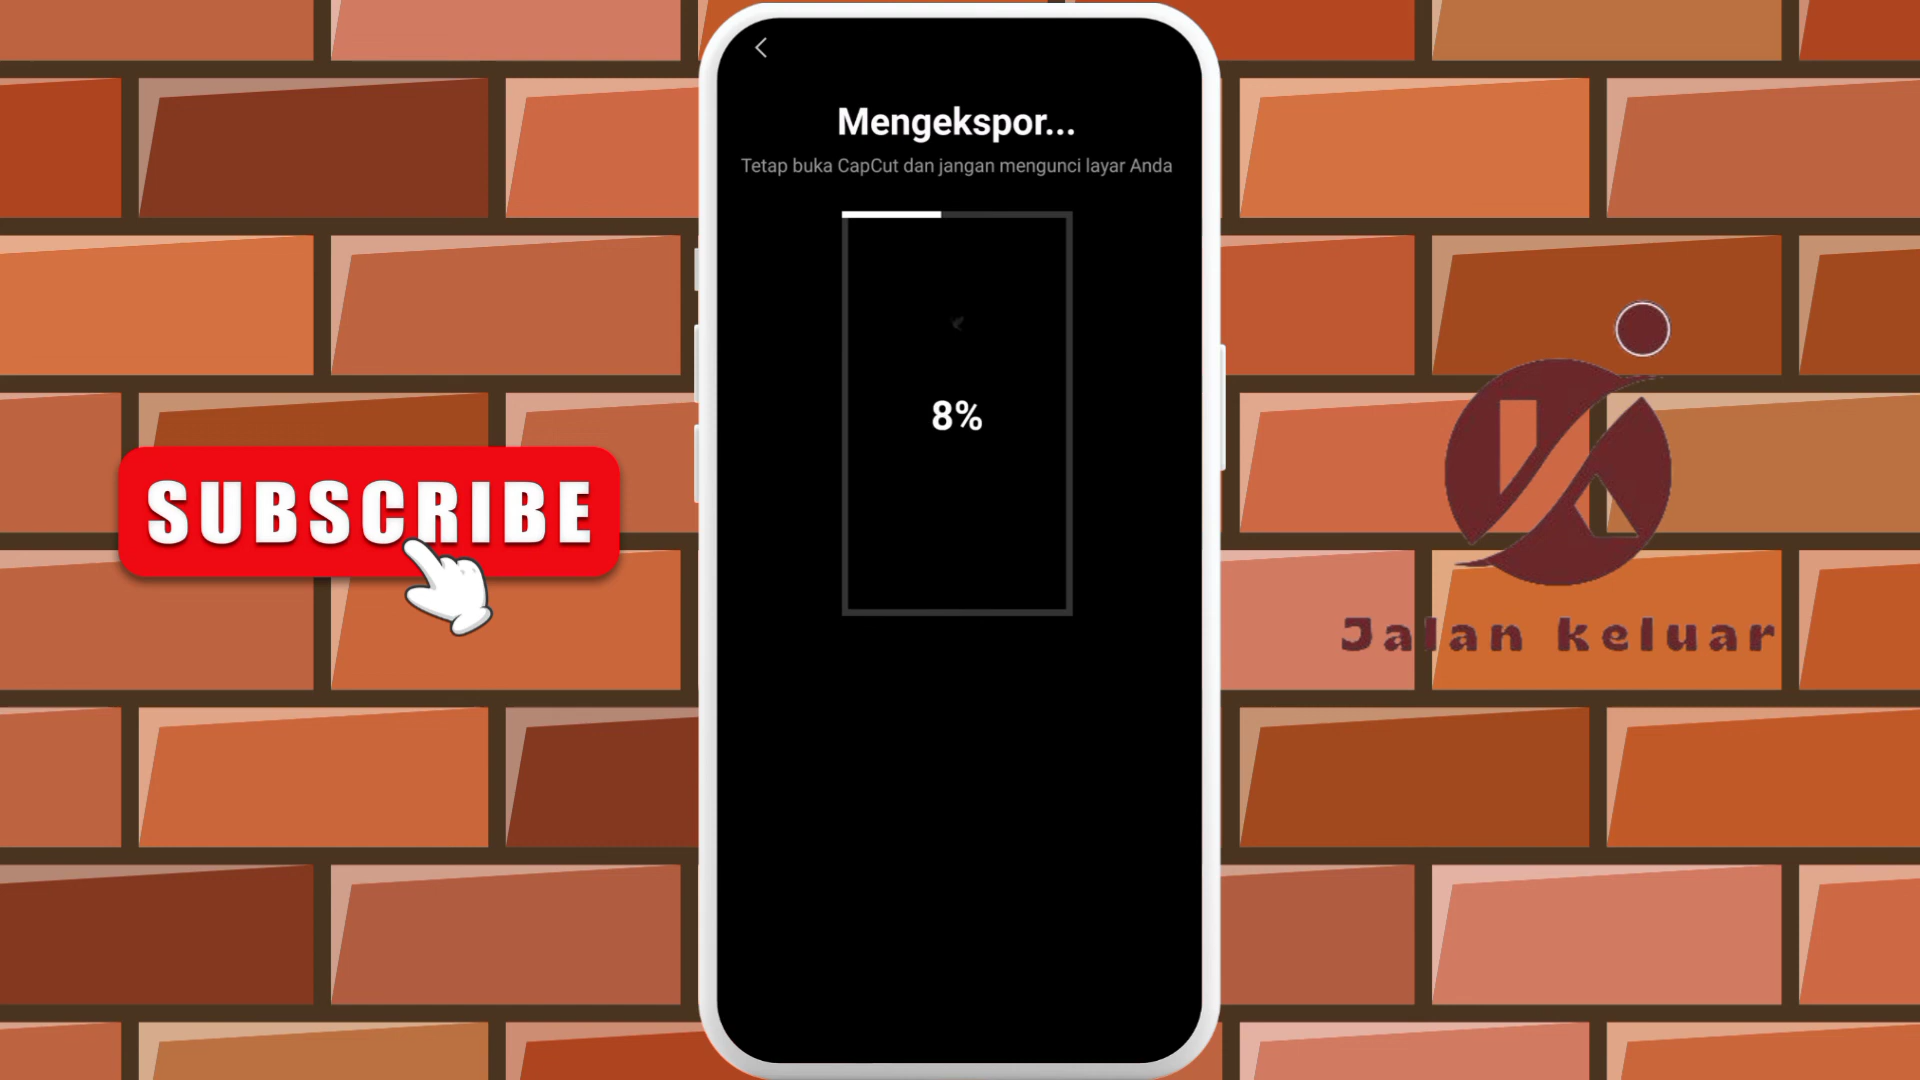 Mengekspor...
Tetap buka CapCut dan jangan mengunci layar Anda
8%
SUBSCRIBE
Jalan keluar